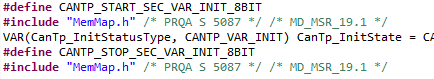 #define CANTP_START_SEC_VAR_INIT_8BIT
#include "MemMap.h" /* PRQA S 5087 */ /* MD_MSR_19.1 */
VAR(CanTp_InitStatusType, CANTP_VAR_INIT) CanTp_InitState = CA
#define CANTP_STOP_SEC_VAR_INIT_8BIT
#include "MemMap.h" /* PRQA S 5087 */ /* MD_MSR_19.1 */